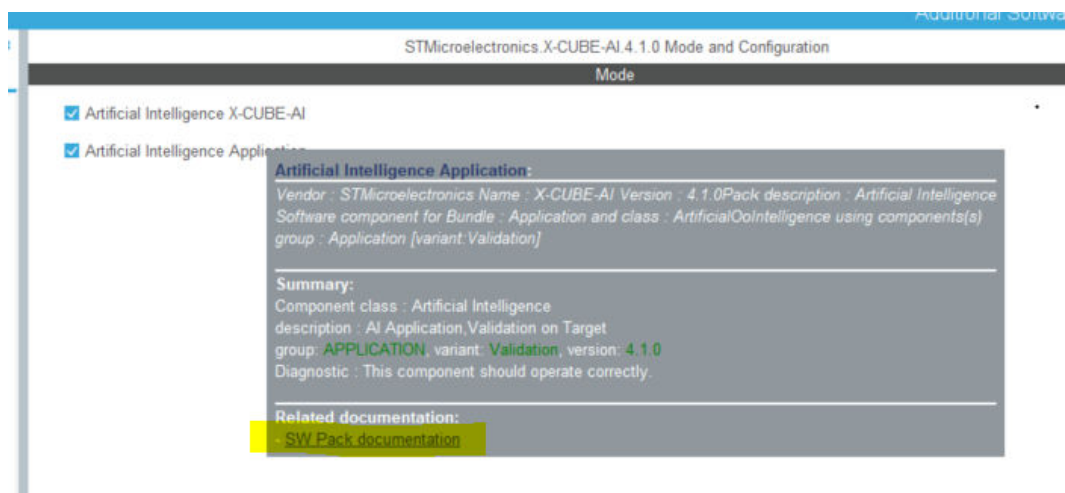 STMicroelectronics.X-CUBE-AI.4.1.0 Mode and Configuration
Mode
Artificial Intelligence X-CUBE-AI
Artificial Intelligence Application
Artificial Intelligence Application:
Vendor : STMicroelectronics Name : X-CUBE-AI Version : 4.1.0Pack description : Artificial Intelligence
Software component for Bundle : Application and class : ArtificialOoIntelligence using components(s)
group : Application [variant:Validation]
Summary:
Component class : Artificial Intelligence
description : AI Application,Validation on Target
group: APPLICATION, variant: Validation, version: 4.1.0
Diagnostic : This component should operate correctly.
Related documentation:
- SW Pack documentation